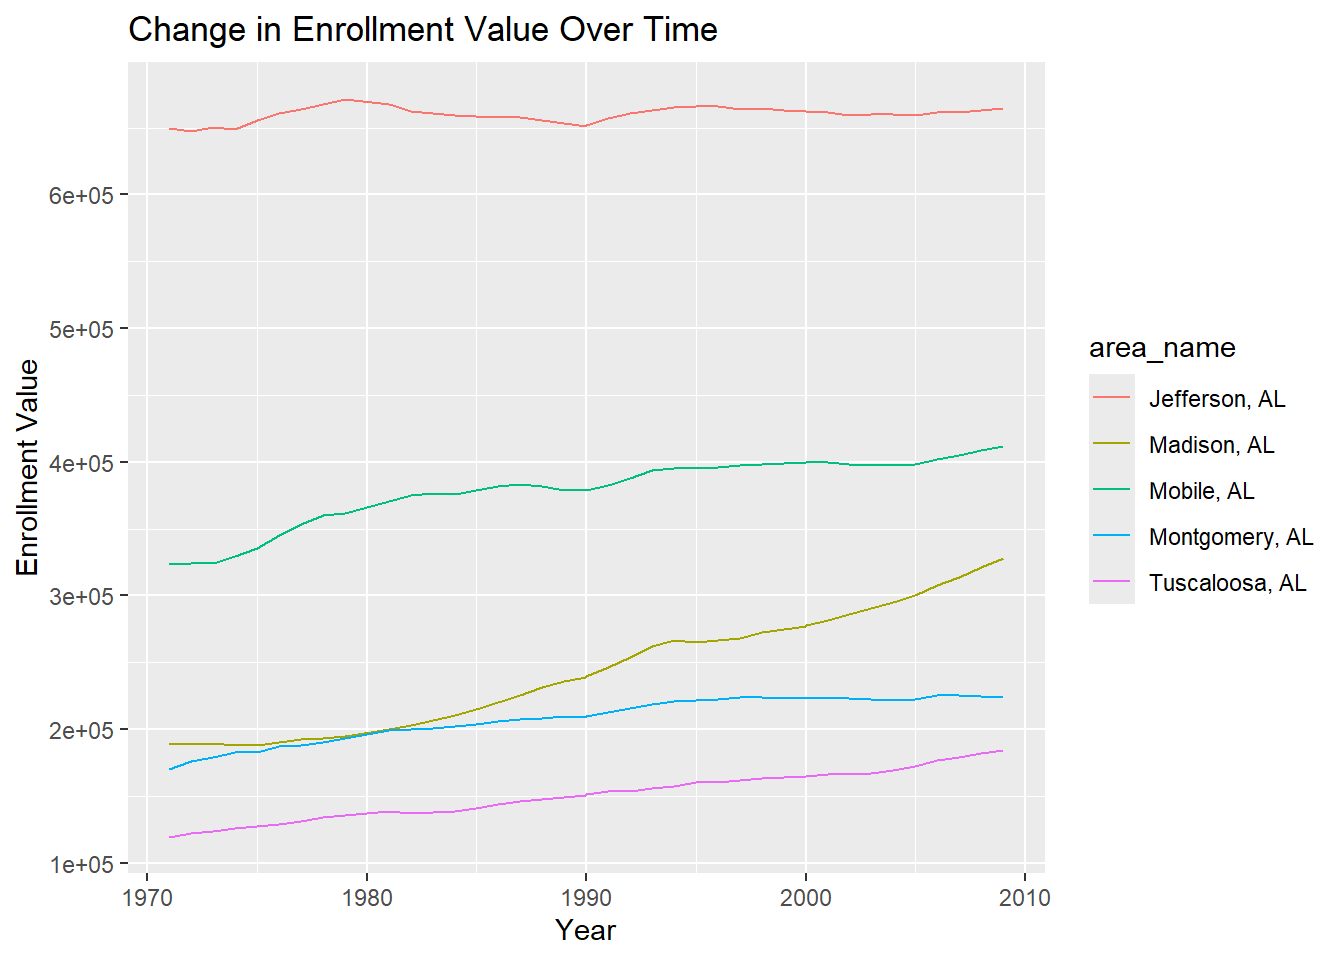 Change in Enrollment Value Over Time
6e+05
5e+05
4e+05
3e+05
2e+05
1e+05
Enrollment Value
1970 1980 1990 2000 2010
Year
area_name
Jefferson, AL
Madison, AL
Mobile, AL
Montgomery, AL
Tuscaloosa, AL